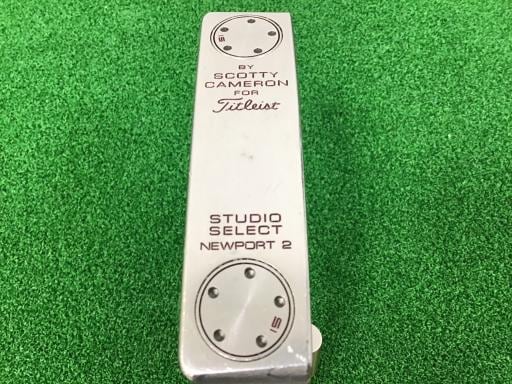 BY
SCOTTY
CAMERON
FOR
Titleist
STUDIO
SELECT
NEWPORT 2